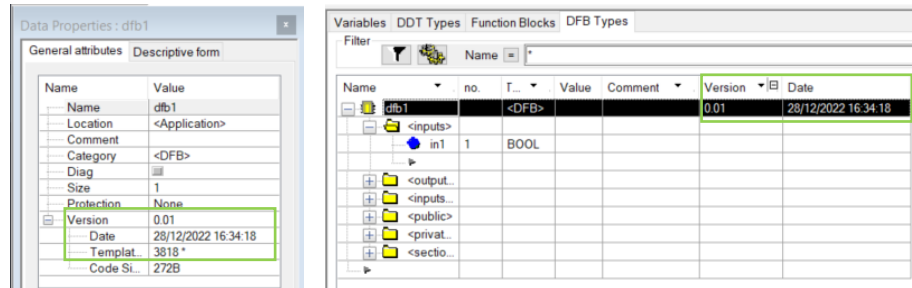 Data Properties : dfb1
x
General attributes Descriptive form
Name Value
Name dfb1
Location <Application>
Comment
Category <DFB>
Diag
Size 1
Protection None
Version 0.01
Date 28/12/2022 16:34:18
Templat... 3818 *
Code Si... 272B
Variables DDT Types Function Blocks DFB Types
Filter
Name = *
Name no. T... Value Comment Version Date
dfb1 <DFB> 0.01 28/12/2022 16:34:18
<inputs>
in1 1 BOOL
<output...
<inputs...
<public>
<privat...
<sectio...